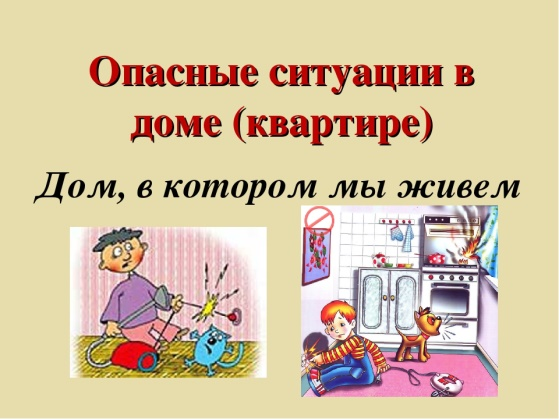 Опасные ситуации в
доме (квартире)
Дом, в котором мы живем